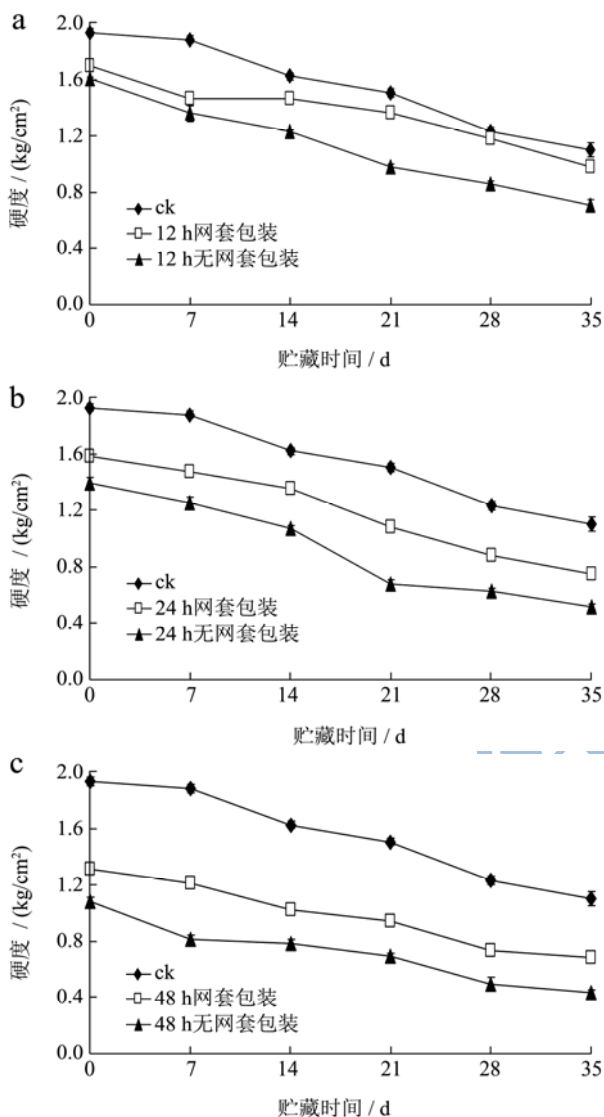 a
2.0
1.6
1.2
0.8
0.4
0.0
硬度 / (kg/cm²)
ck
12 h网套包装
12 h无网套包装
0 7 14 21 28 35
贮藏时间 / d
b
2.0
1.6
1.2
0.8
0.4
0.0
硬度 / (kg/cm²)
ck
24 h网套包装
24 h无网套包装
0 7 14 21 28 35
贮藏时间 / d
c
2.0
1.6
1.2
0.8
0.4
0.0
硬度 / (kg/cm²)
ck
48 h网套包装
48 h无网套包装
0 7 14 21 28 35
贮藏时间 / d